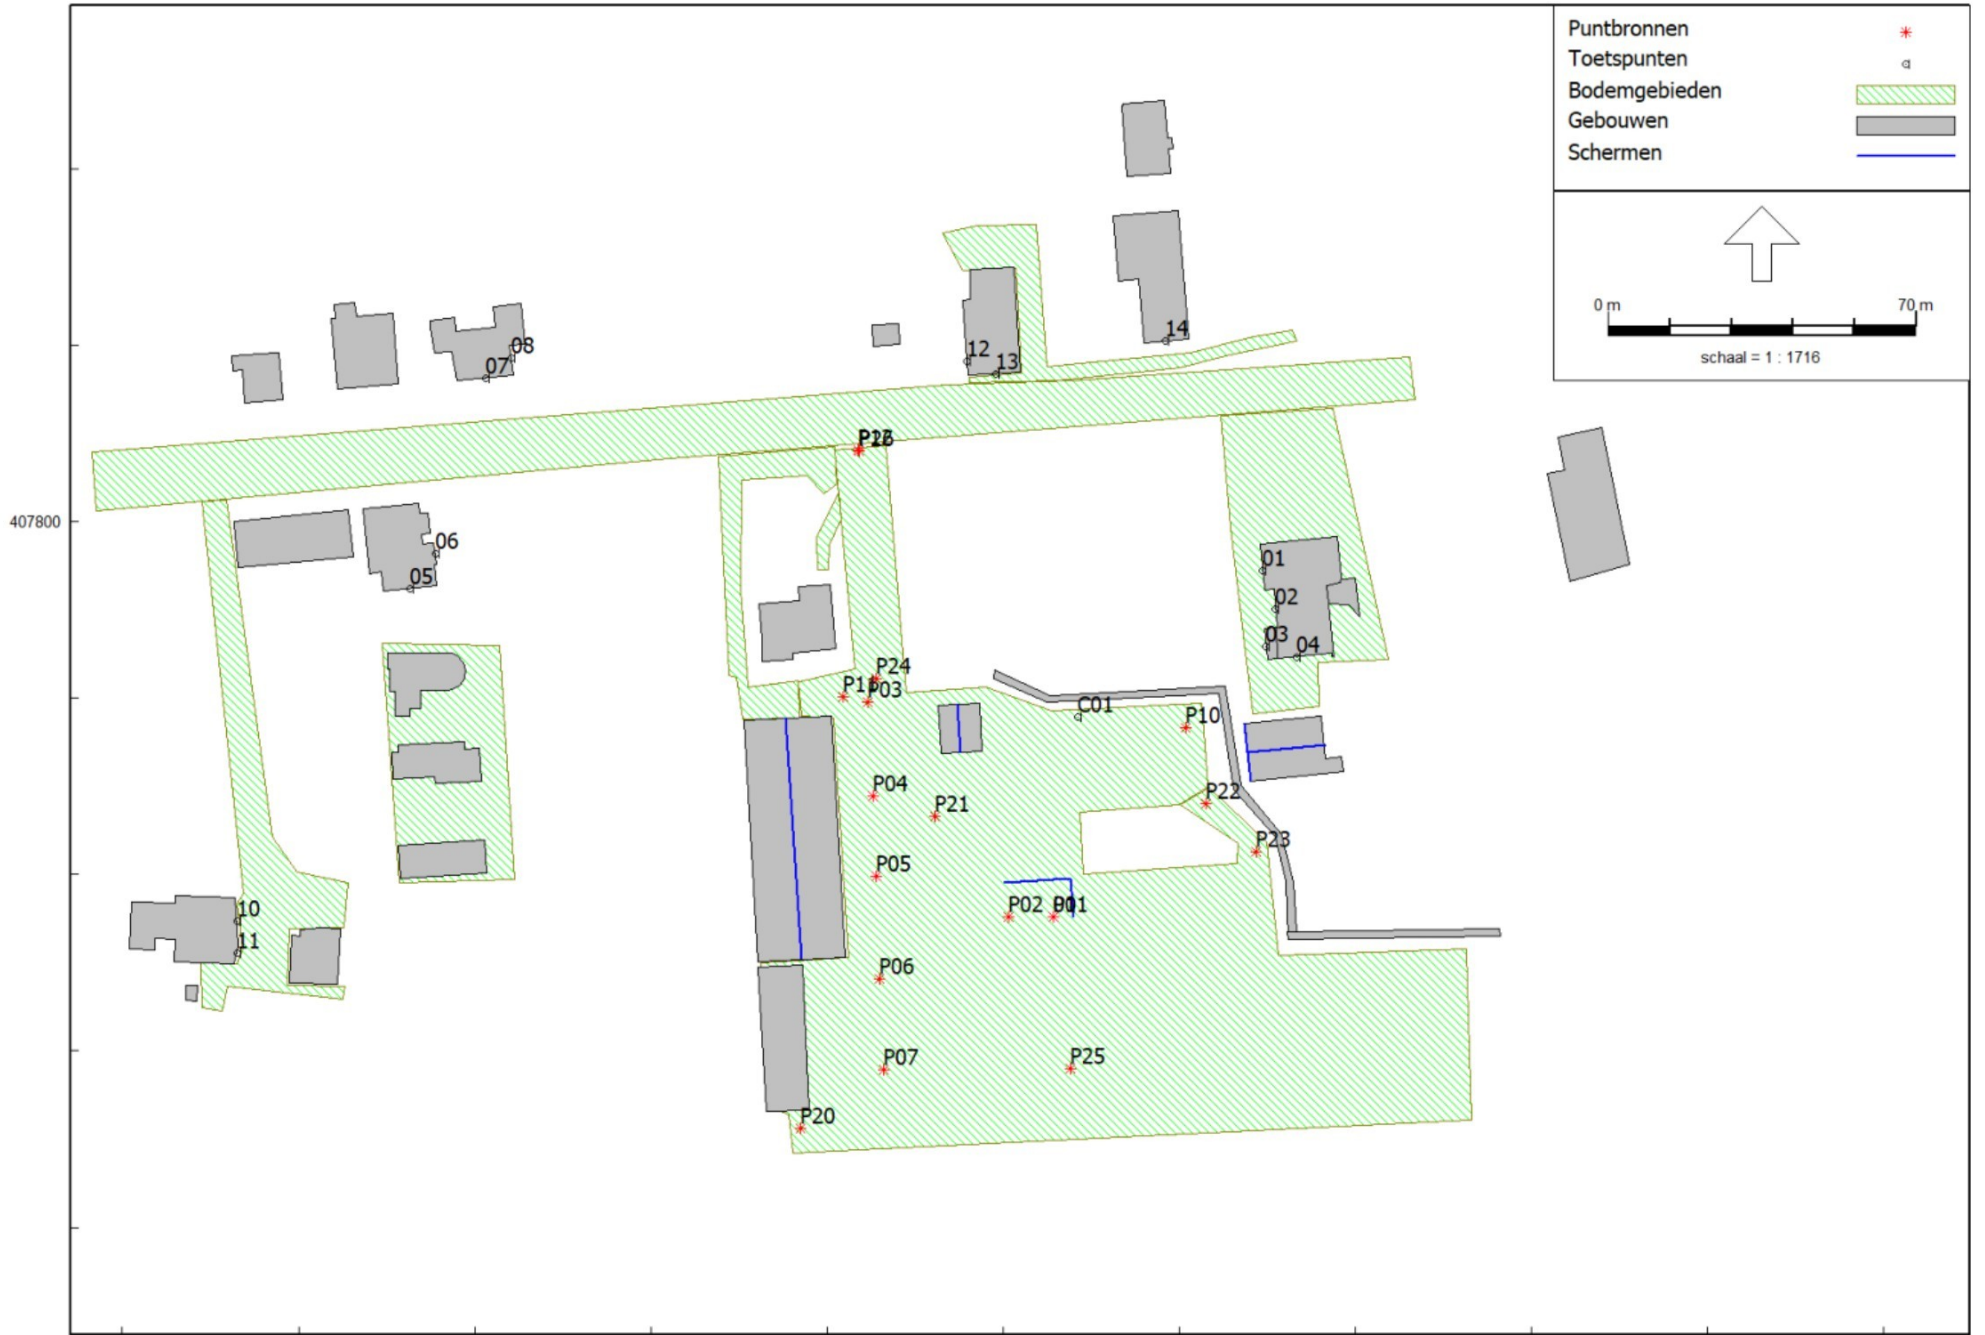 Puntbronnen
Toetspunten
Bodemgebieden
Gebouwen
Schermen
0 m 70 m
schaal = 1 : 1716
14
08
07
12
13
407800
06
05
01
02
03
04
P24
P03
C01
P10
P04
P21
P22
P23
P05
P02
10
11
P06
P07
P25
P20